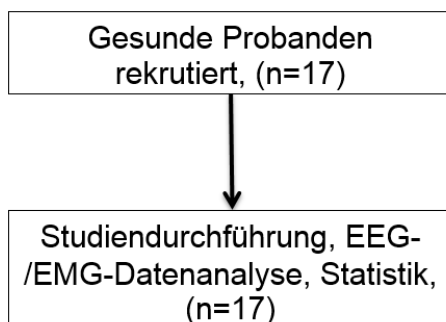 Gesunde Probanden
rekrutiert, (n=17)
Studiendurchführung, EEG-
/EMG-Datenanalyse, Statistik,
(n=17)